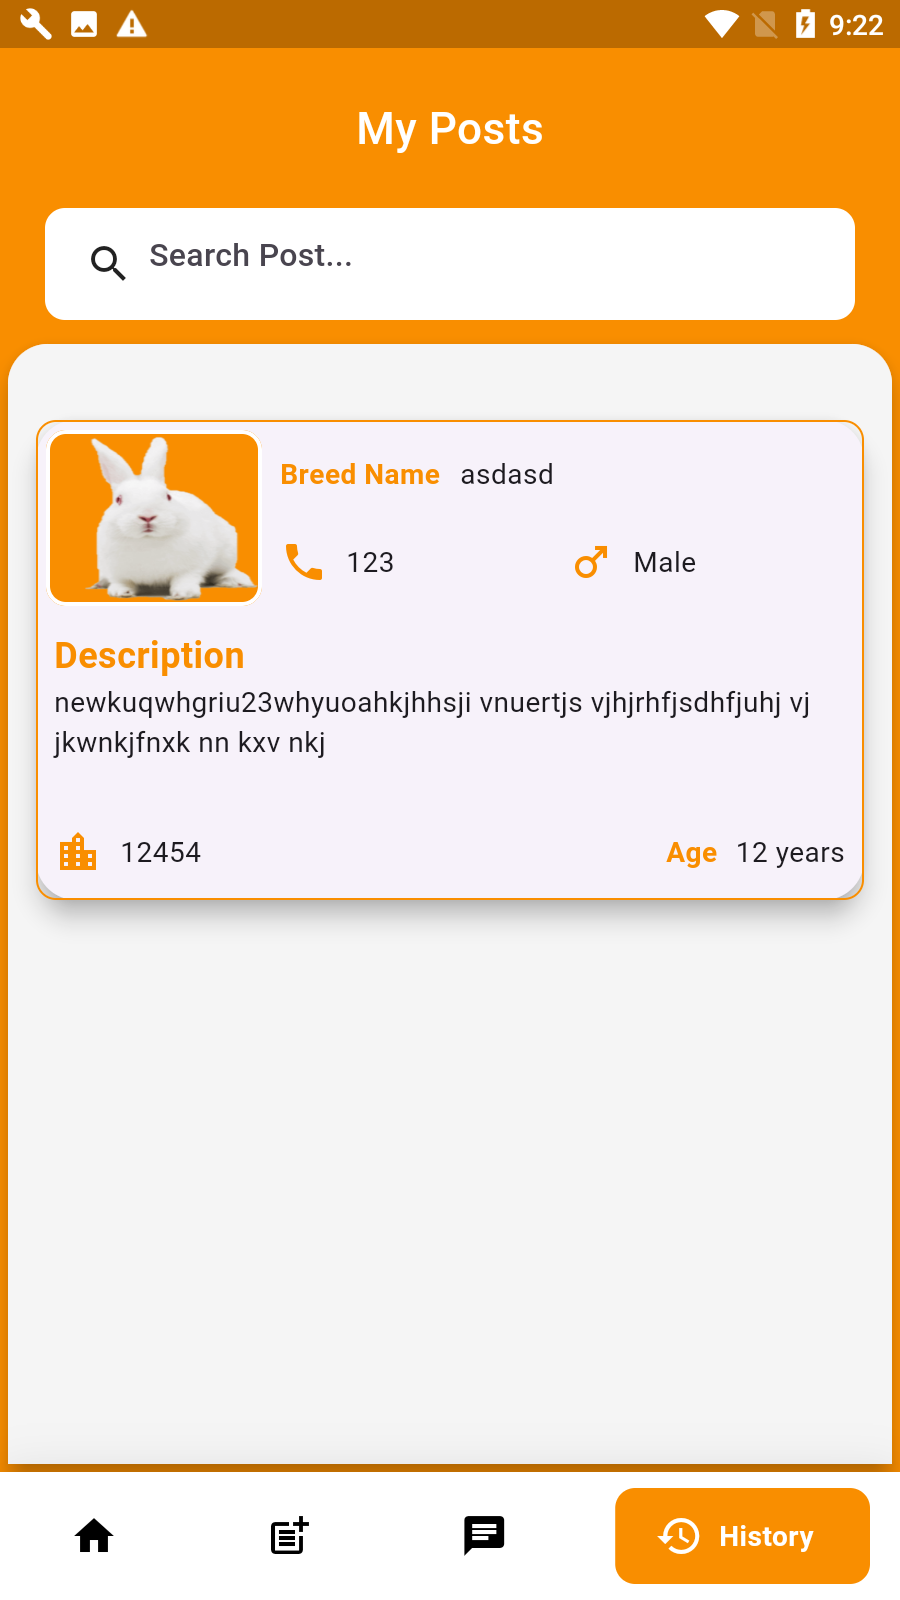 9:22
My Posts
Search Post...
Breed Name asdasd
123 Male
Description
newkuqwhgriu23whyuoahkjhhsji vnuertjs vjhjrhfjsdhfjuhj vj
jkwnkjfnxk nn kxv nkj
12454 Age 12 years
History